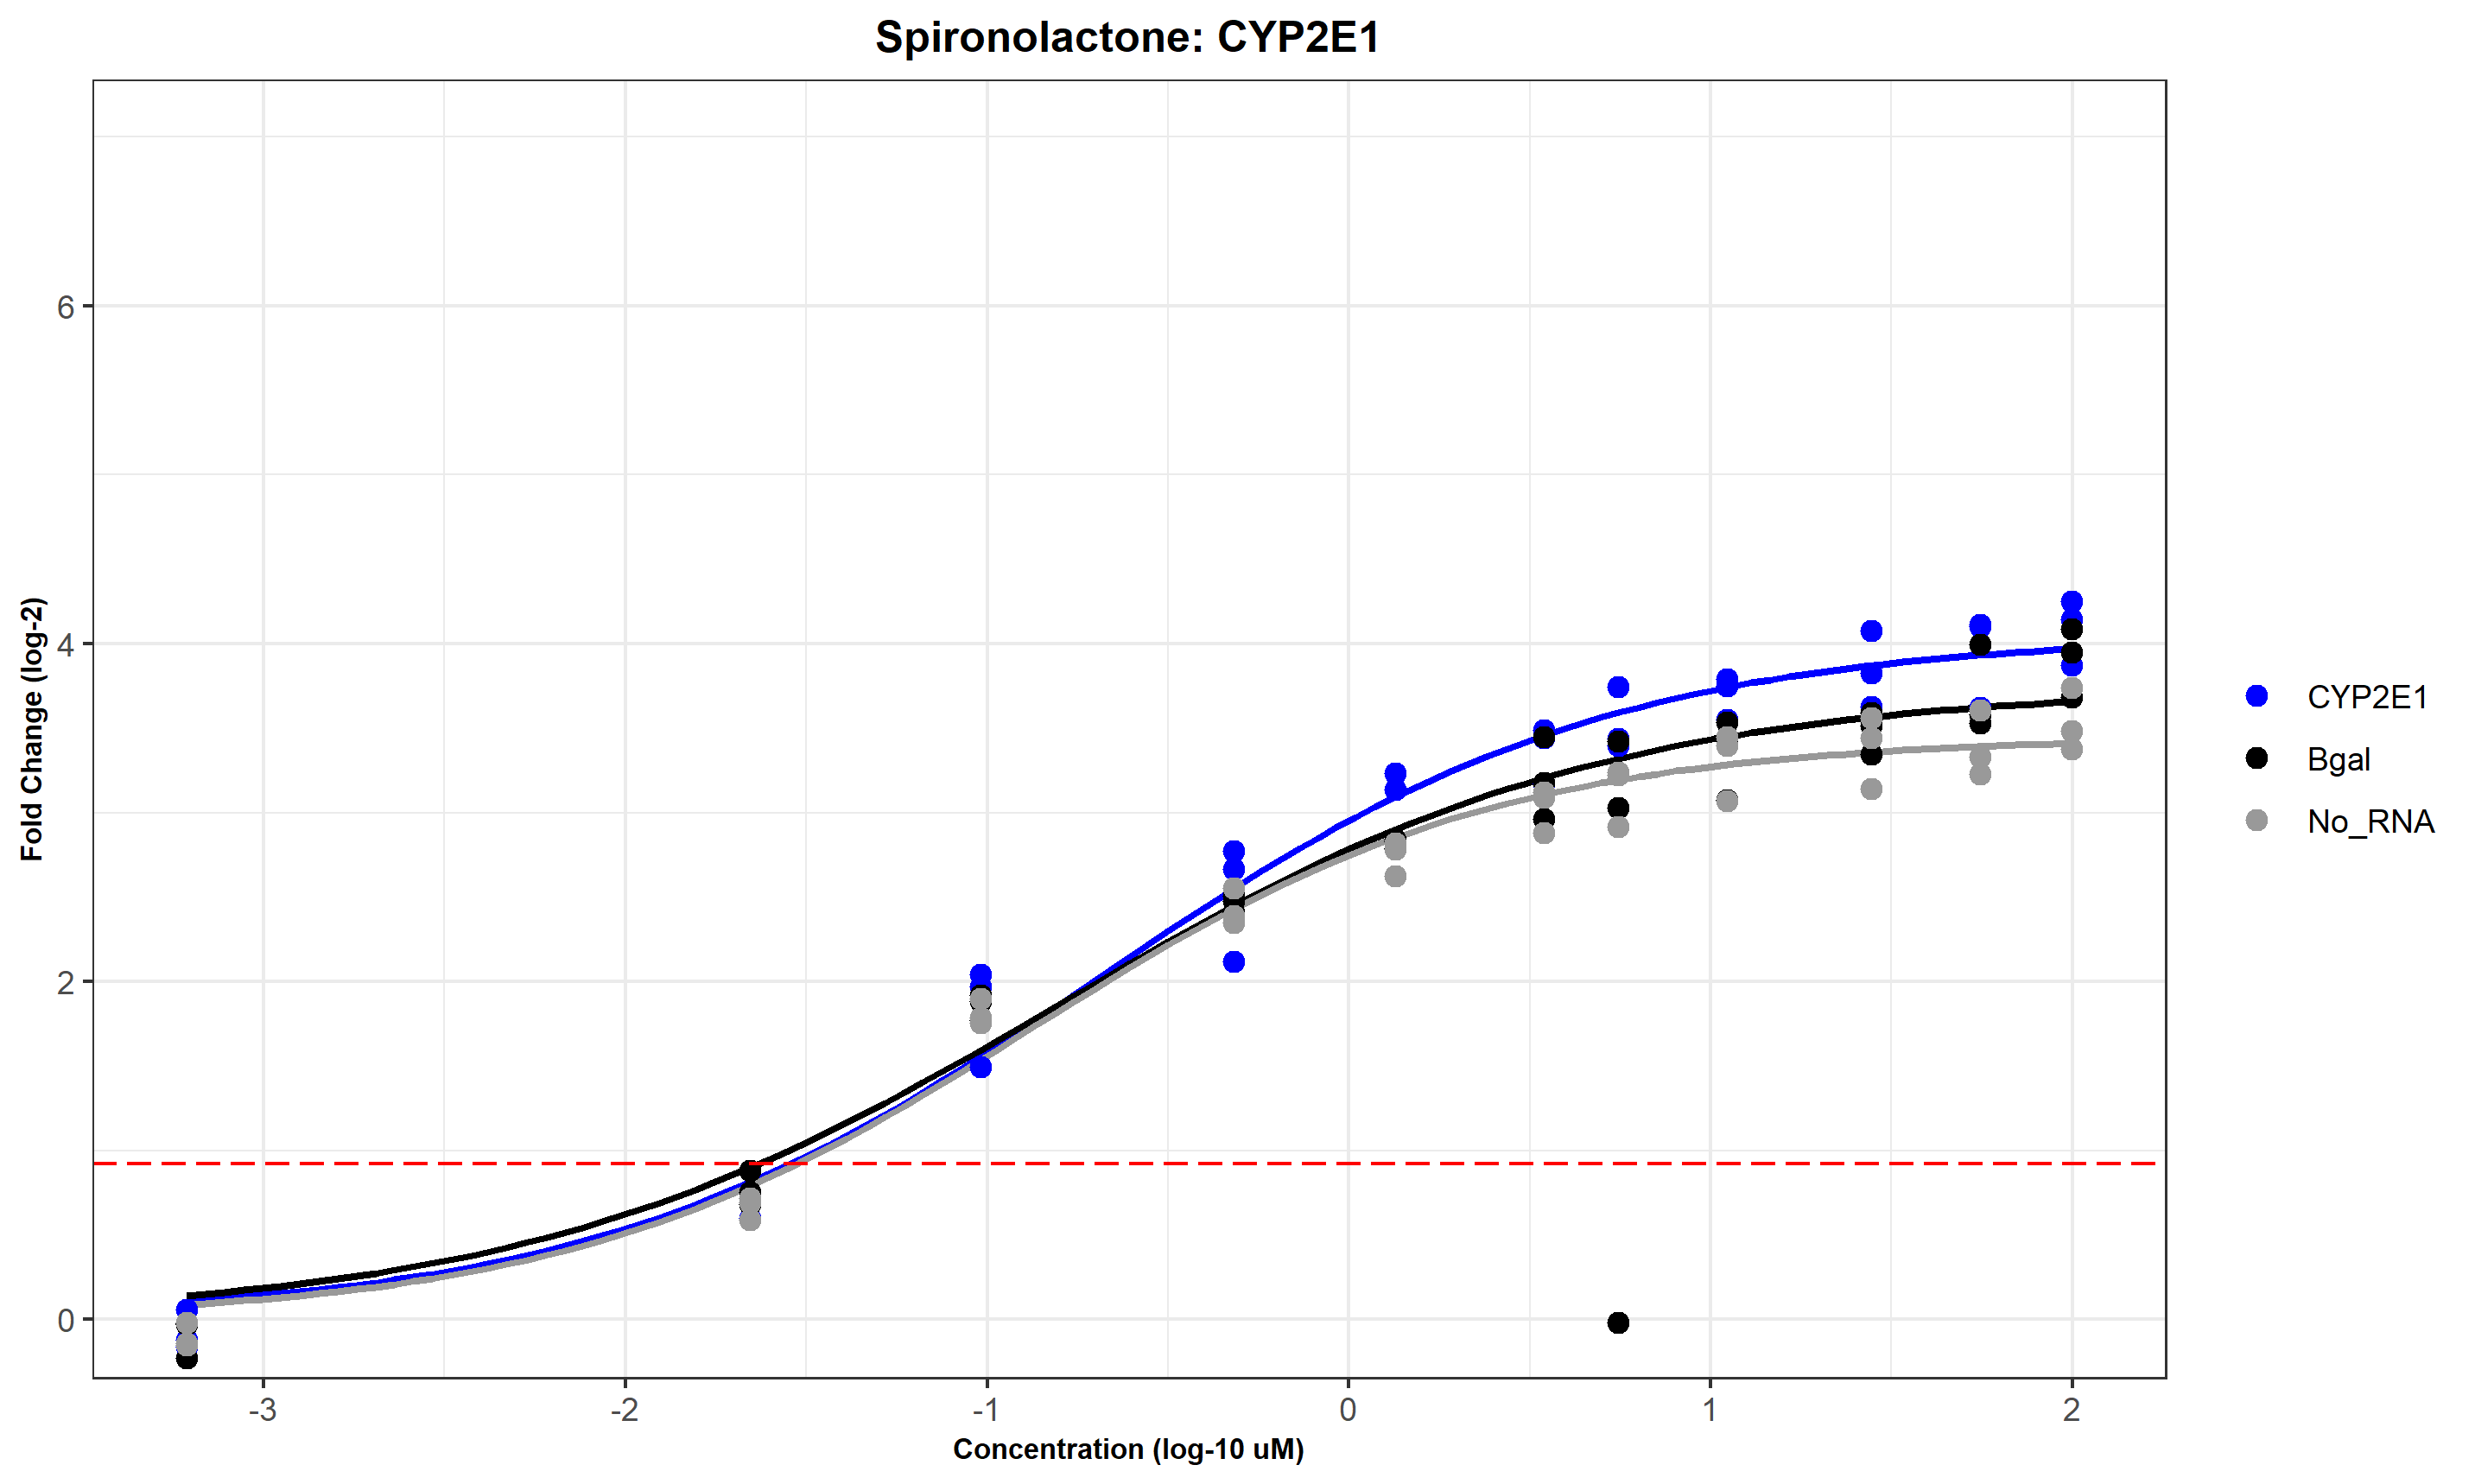 Spironolactone: CYP2E1
Fold Change (log-2)
6
4
2
0
-3
-2
-1
0
1
2
Concentration (log-10 uM)
CYP2E1
Bgal
No_RNA